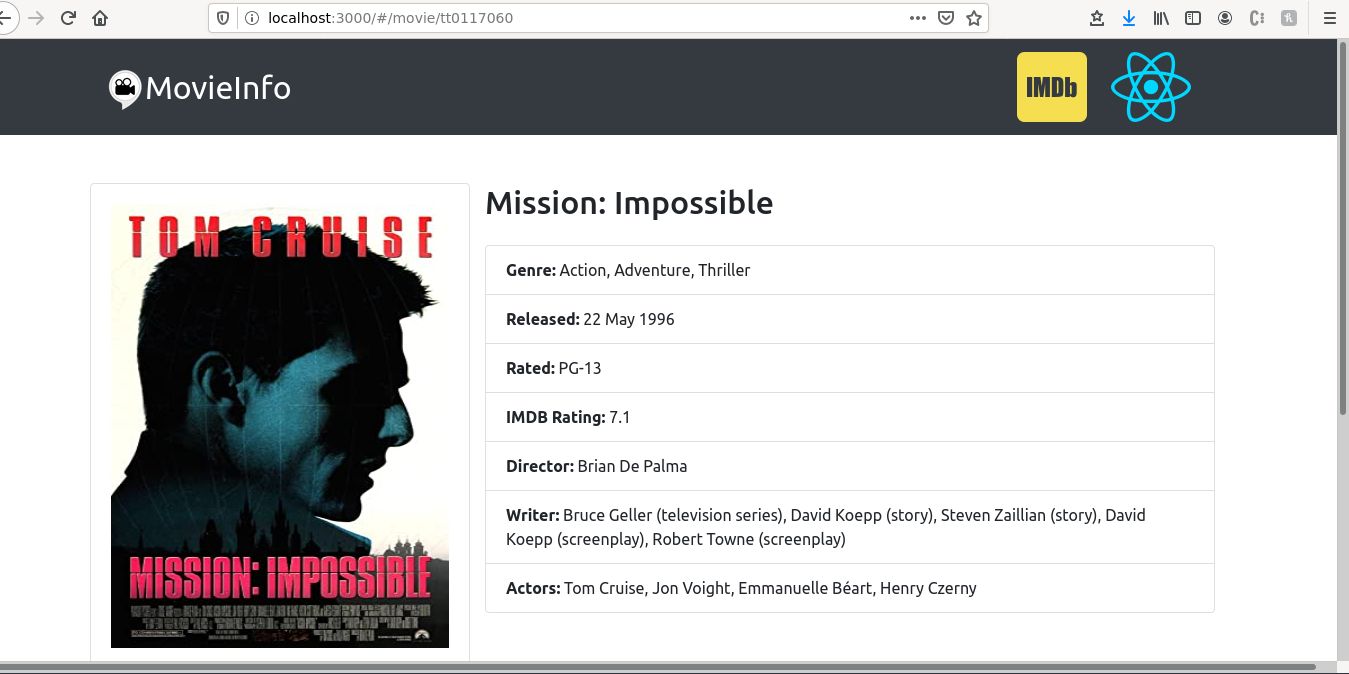 localhost:3000/#/movie/tt0117060
MovieInfo
IMDb
TOM CRUISE
MISSION: IMPOSSIBLE
Mission: Impossible
Genre: Action, Adventure, Thriller
Released: 22 May 1996
Rated: PG-13
IMDB Rating: 7.1
Director: Brian De Palma
Writer: Bruce Geller (television series), David Koepp (story), Steven Zaillian (story), David
Koepp (screenplay), Robert Towne (screenplay)
Actors: Tom Cruise, Jon Voight, Emmanuelle Béart, Henry Czerny